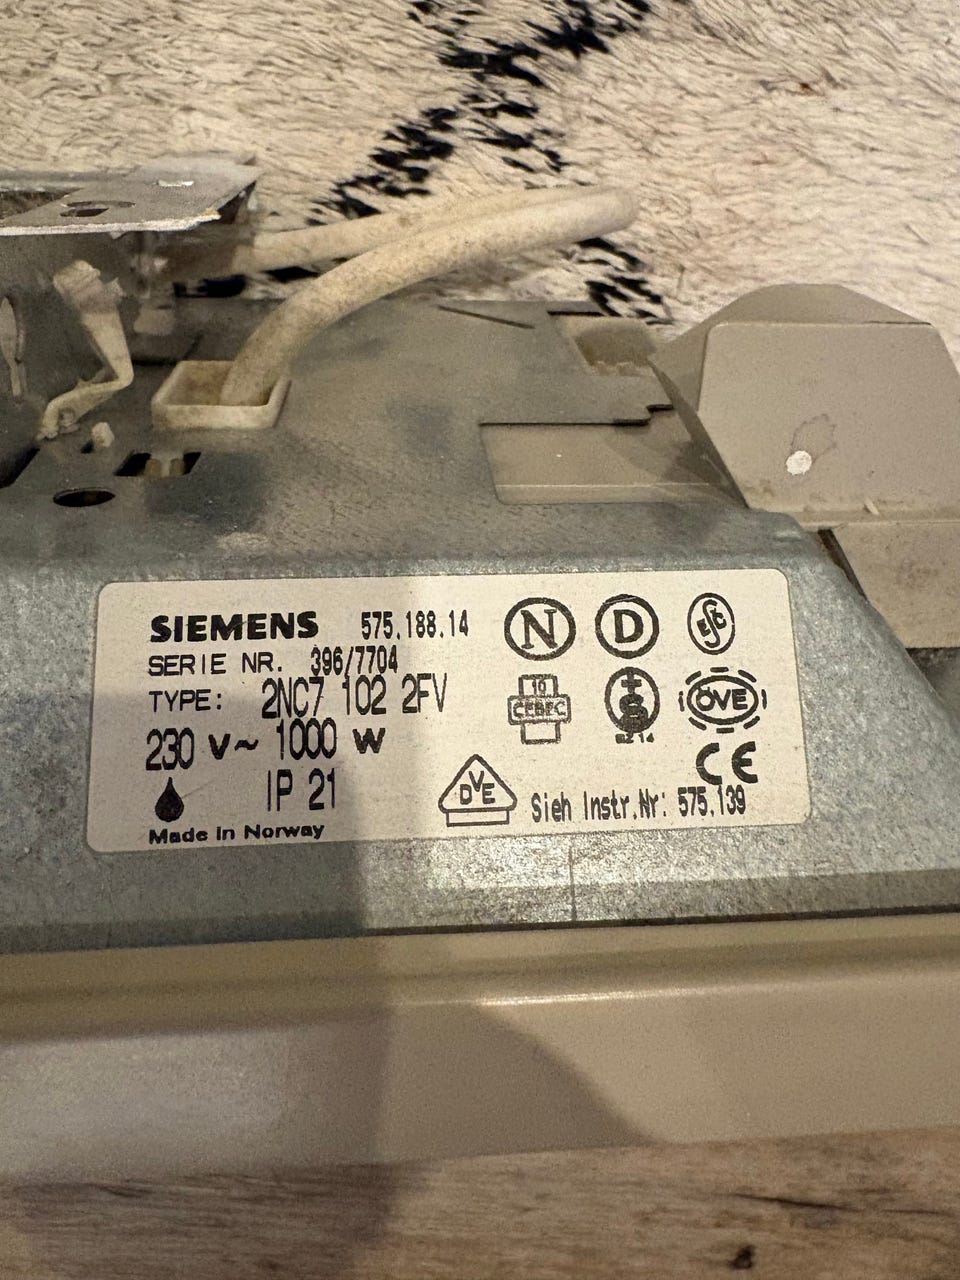 SIEMENS 575.188.14
SERIE NR. 396/7704
TYPE: 2NC7 102 2FV
230 V~ 1000 W
IP 21
Made in Norway
N D
10
CEBEC
ÖVE
CE
DVE
Sieh Instr.Nr: 575.139